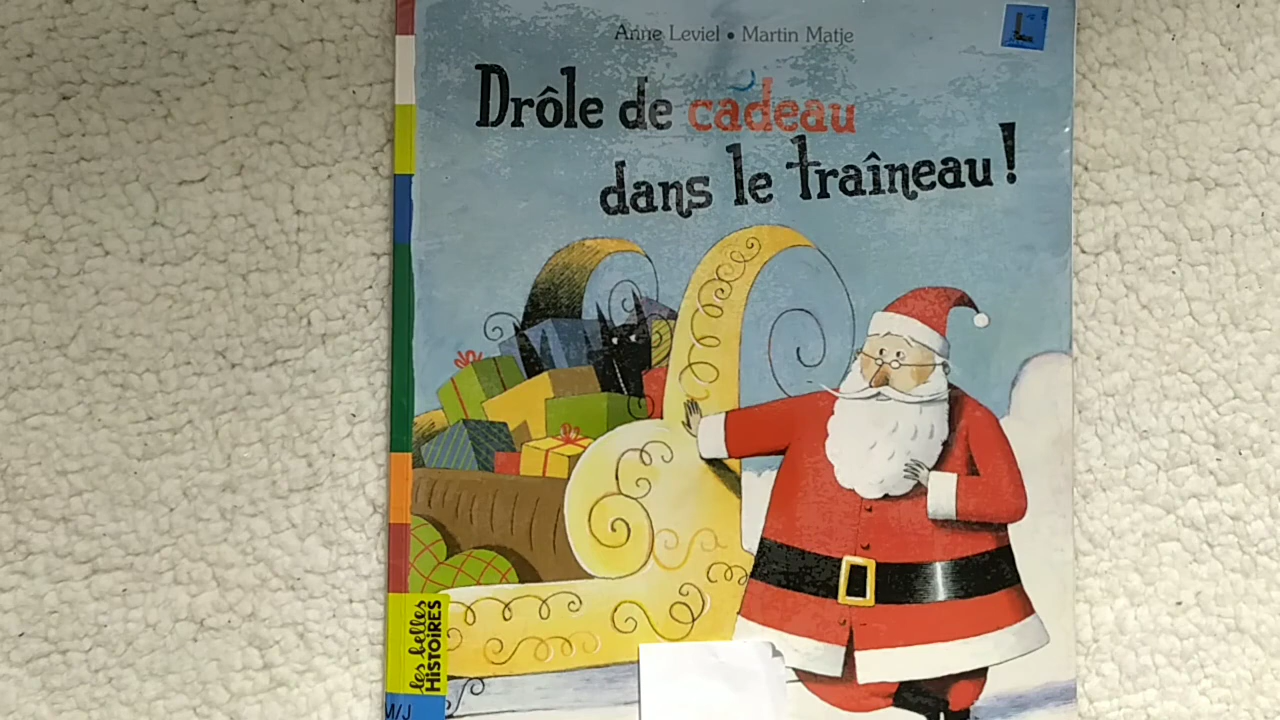 Anne Leviel • Martin Matje
L
Drôle de cadeau
dans le traîneau !
les belles
HISTOiRES
M/J